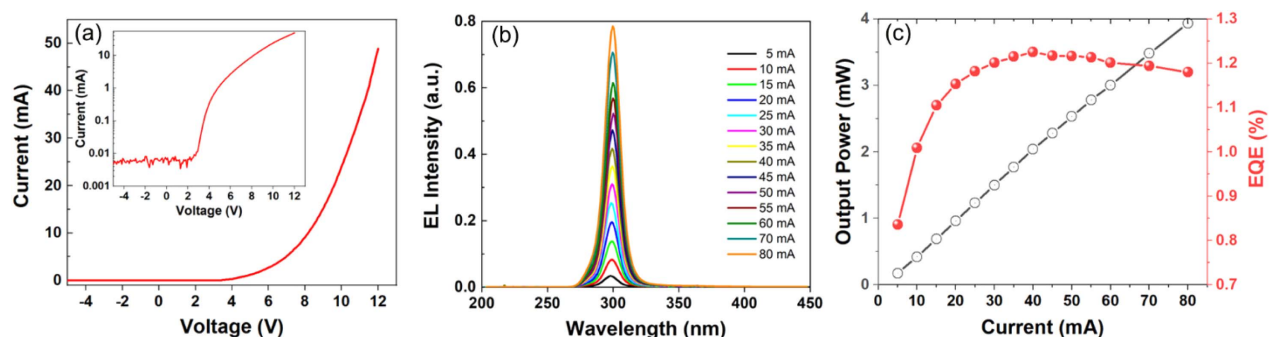 (a)
50
40
30
20
10
0
Current (mA)
-4 -2 0 2 4 6 8 10 12
Voltage (V)
10
1
0.1
0.01
0.001
Current (mA)
-4 -2 0 2 4 6 8 10 12
Voltage (V)
(b)
0.8
0.6
0.4
0.2
0.0
EL Intensity (a.u.)
200 250 300 350 400 450
Wavelength (nm)
5 mA
10 mA
15 mA
20 mA
25 mA
30 mA
35 mA
40 mA
45 mA
50 mA
55 mA
60 mA
70 mA
80 mA
(c)
4
3
2
1
0
Output Power (mW)
0 10 20 30 40 50 60 70 80
Current (mA)
1.3
1.2
1.1
1.0
0.9
0.8
0.7
EQE (%)